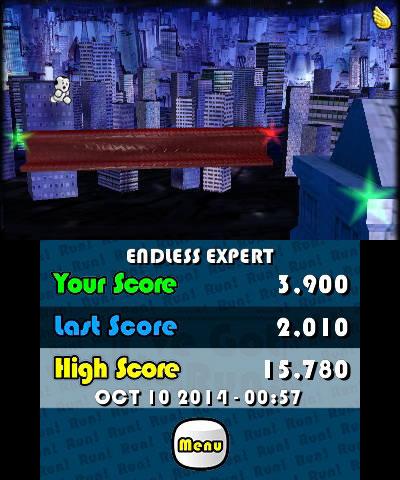 ENDLESS EXPERT
Your Score 3,900
Last Score 2,010
High Score 15,780
OCT 10 2014 - 00:57
Menu